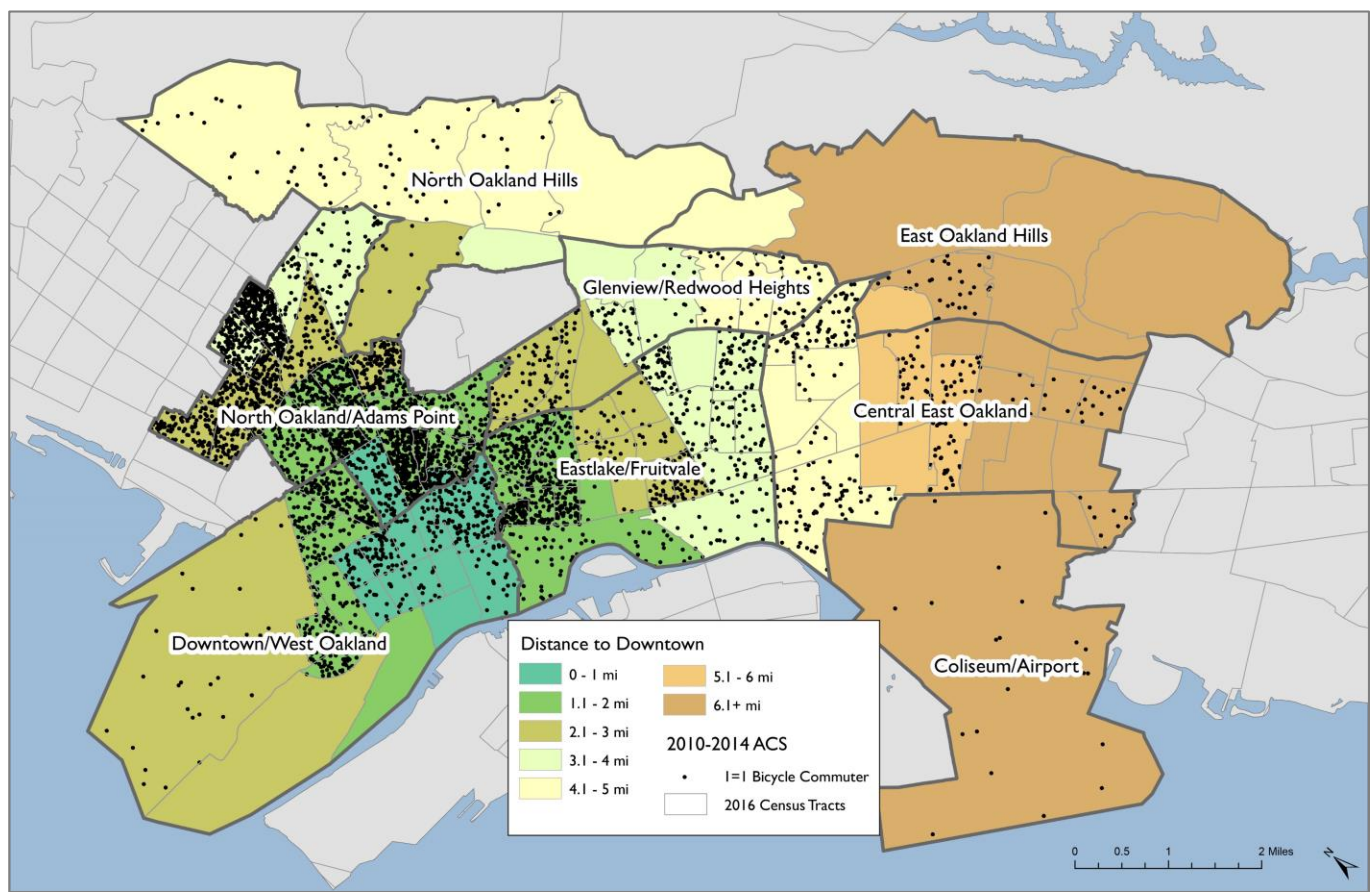 North Oakland Hills
East Oakland Hills
Glenview/Redwood Heights
North Oakland/Adams Point
Central East Oakland
Eastlake/Fruitvale
Downtown/West Oakland
Coliseum/Airport
Distance to Downtown
0 - 1 mi
1.1 - 2 mi
2.1 - 3 mi
3.1 - 4 mi
4.1 - 5 mi
5.1 - 6 mi
6.1+ mi
2010-2014 ACS
1=1 Bicycle Commuter
2016 Census Tracts
0 0.5 1 2 Miles
N